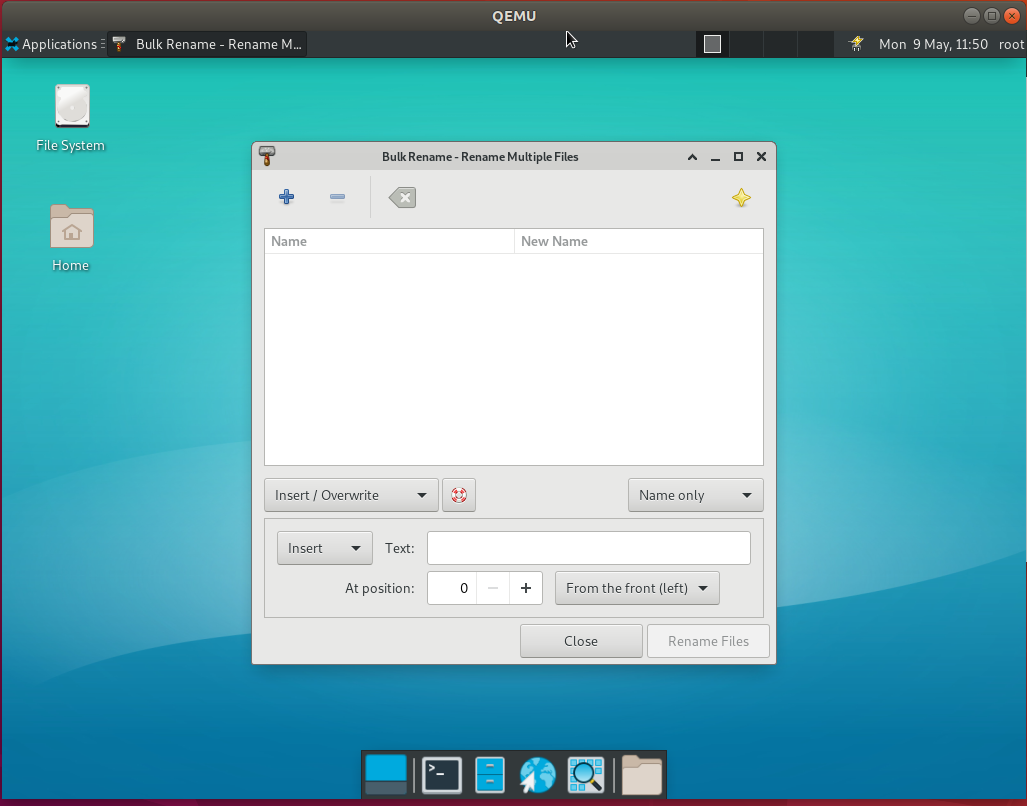 QEMU
Applications
Bulk Rename - Rename M...
Mon 9 May, 11:50 root
File System
Home
Bulk Rename - Rename Multiple Files
Name New Name
Insert / Overwrite Name only
Insert Text:
At position: 0 − + From the front (left)
Close Rename Files
>_